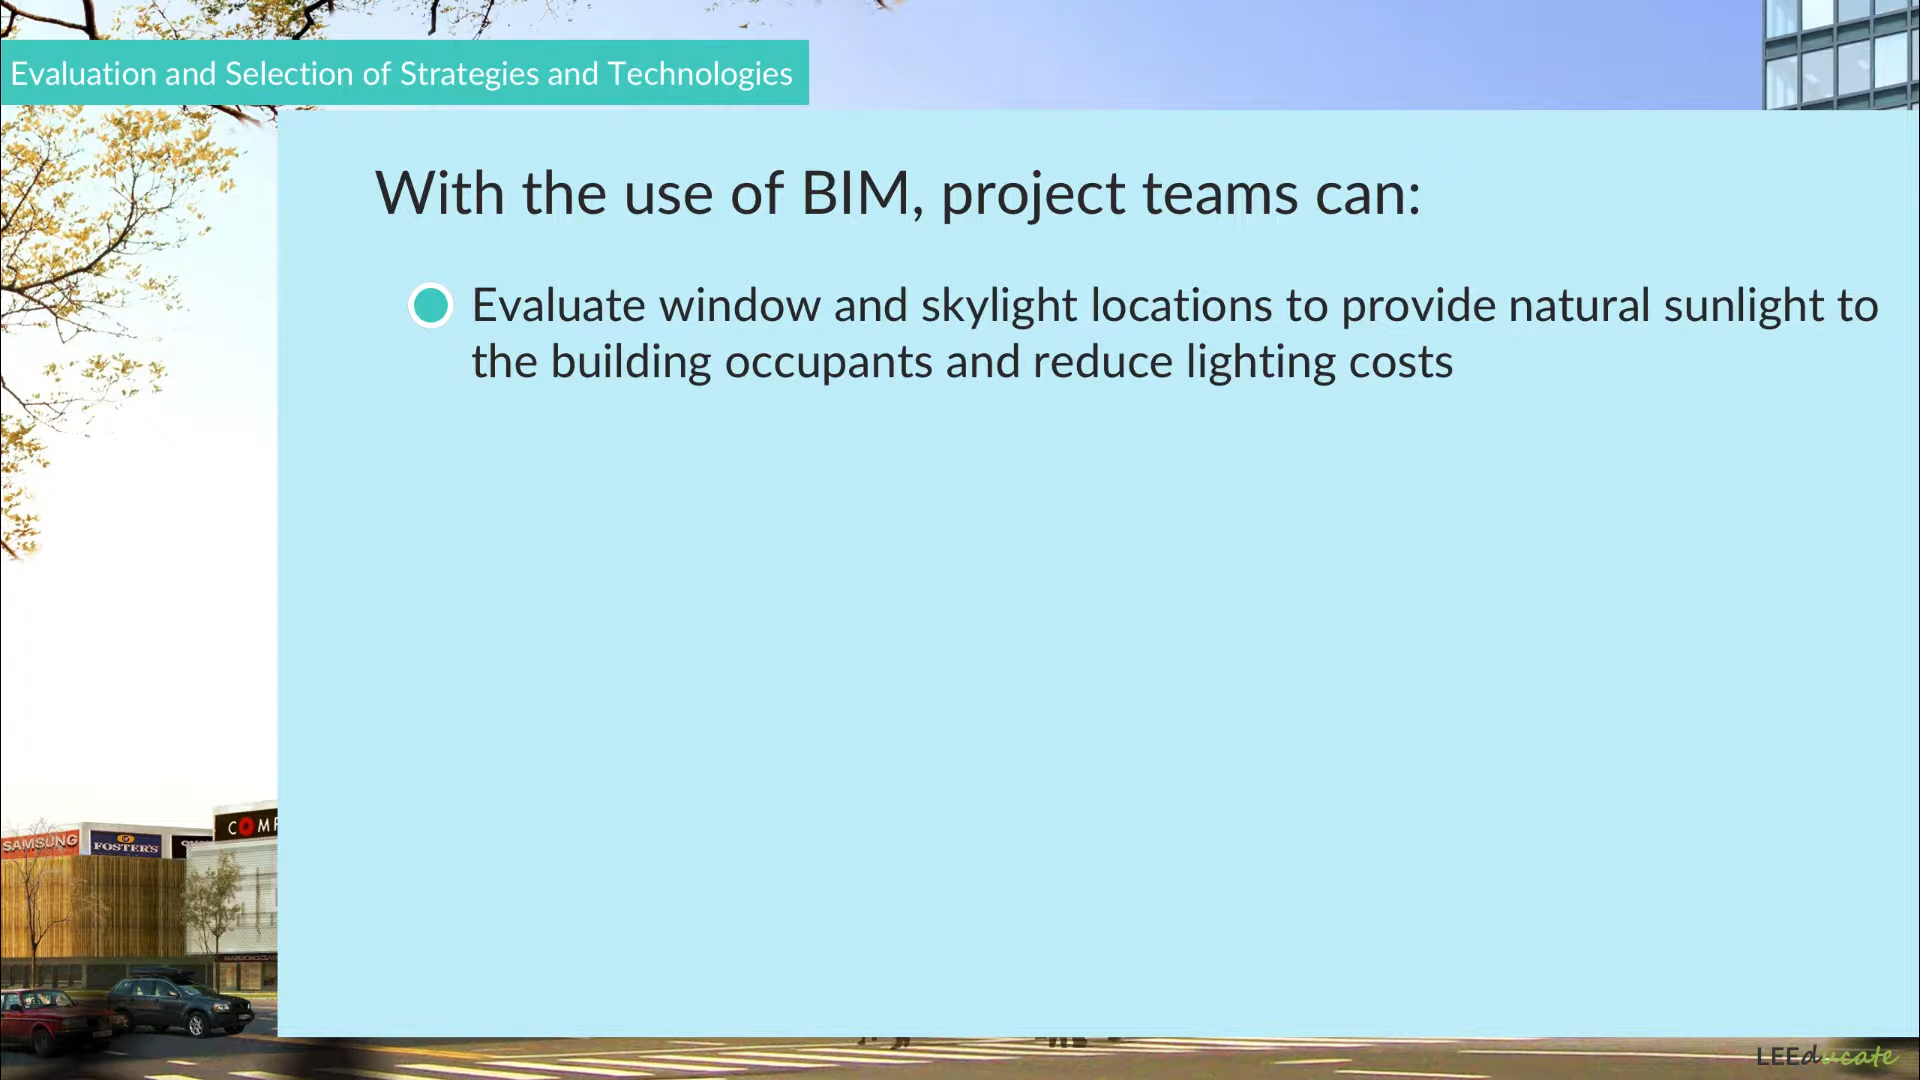 Evaluation and Selection of Strategies and Technologies
With the use of BIM, project teams can:
Evaluate window and skylight locations to provide natural sunlight to
the building occupants and reduce lighting costs
COMP
SAMSUNG
FOSTER'S
LEEducate